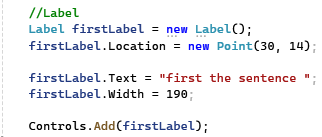 //Label
Label firstLabel = new Label();
firstLabel.Location = new Point(30, 14);
firstLabel.Text = "first the sentence ";
firstLabel.Width = 190;
Controls.Add(firstLabel);